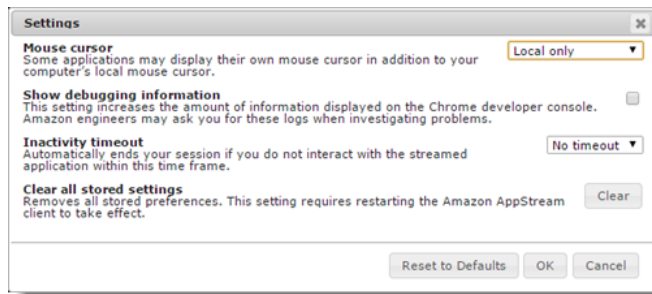 Settings
Mouse cursor
Local only
Some applications may display their own mouse cursor in addition to your
computer's local mouse cursor.
Show debugging information
This setting increases the amount of information displayed on the Chrome developer console.
Amazon engineers may ask you for these logs when investigating problems.
Inactivity timeout
No timeout
Automatically ends your session if you do not interact with the streamed
application within this time frame.
Clear all stored settings
Clear
Removes all stored preferences. This setting requires restarting the Amazon AppStream
client to take effect.
Reset to Defaults OK Cancel